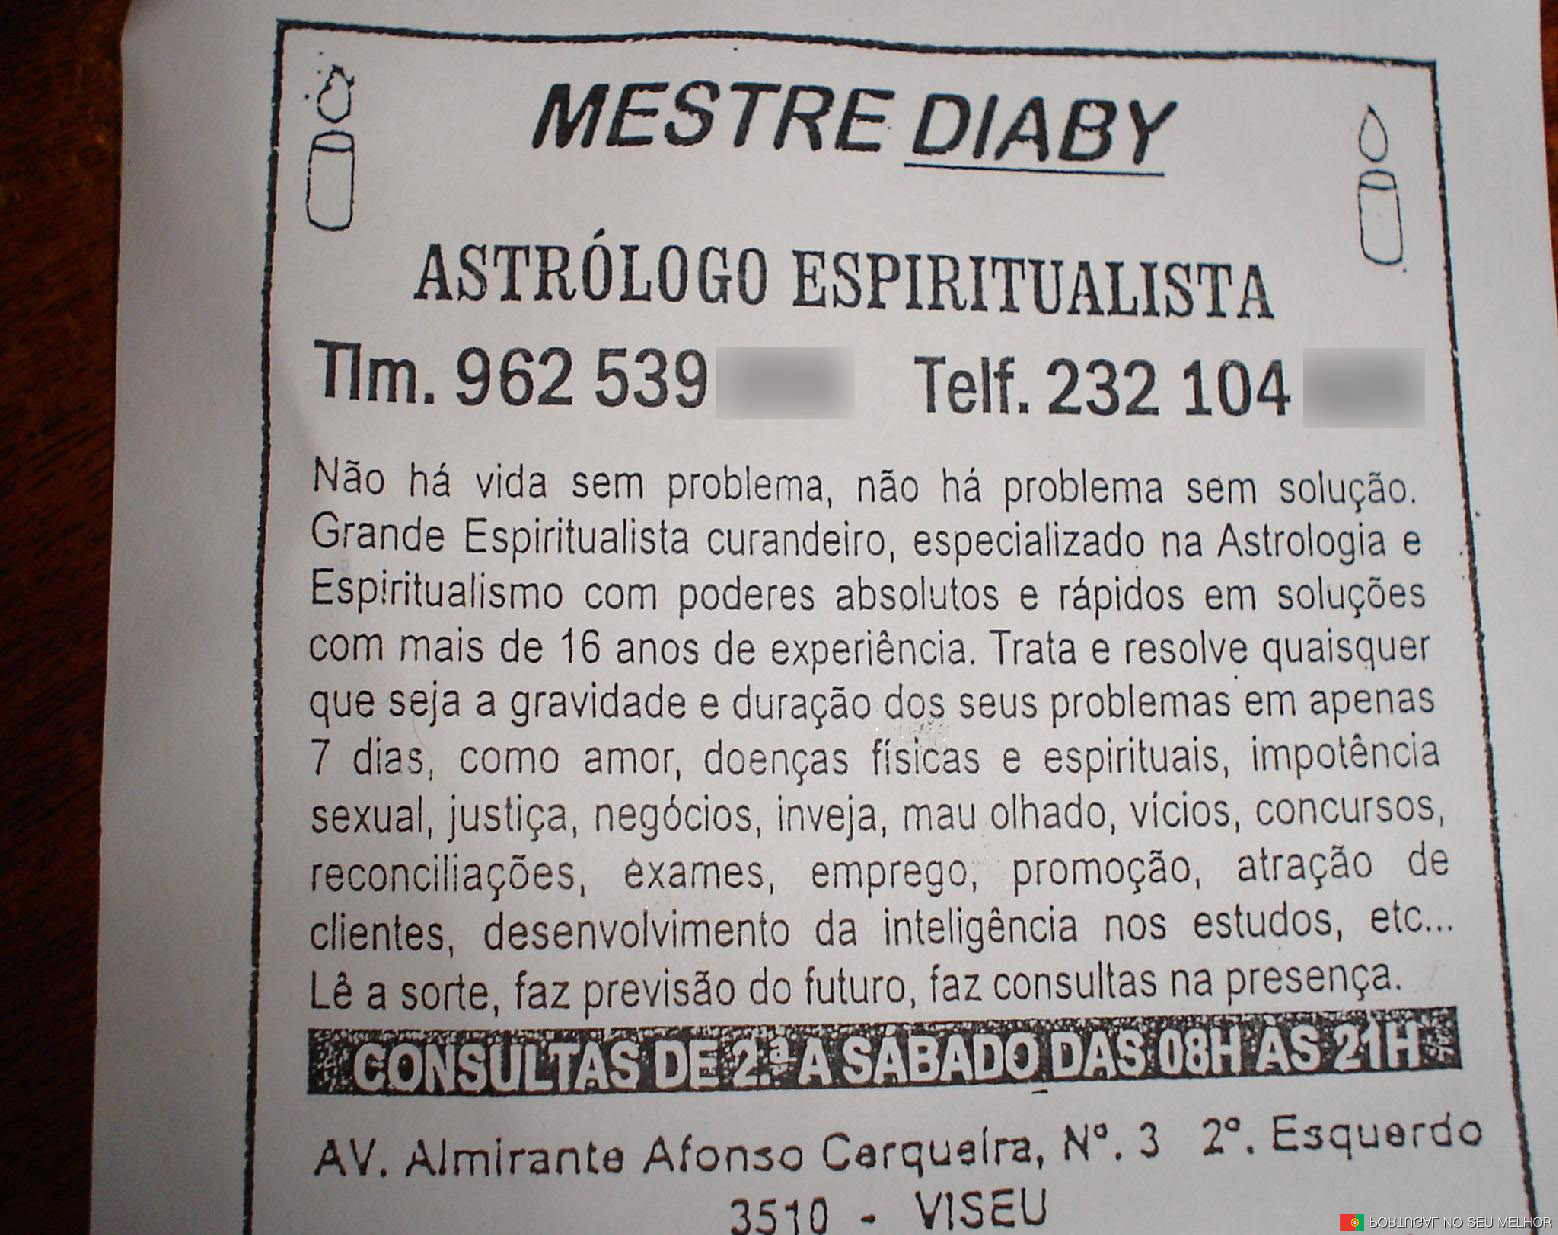 MESTRE DIABY
ASTRÓLOGO ESPIRITUALISTA
Tlm. 962 539 Telf. 232 104
Não há vida sem problema, não há problema sem solução.
Grande Espiritualista curandeiro, especializado na Astrologia e
Espiritualismo com poderes absolutos e rápidos em soluções
com mais de 16 anos de experiência. Trata e resolve quaisquer
que seja a gravidade e duração dos seus problemas em apenas
7 dias, como amor, doenças físicas e espirituais, impotência
sexual, justiça, negócios, inveja, mau olhado, vícios, concursos,
reconciliações, exames, emprego, promoção, atração de
clientes, desenvolvimento da inteligência nos estudos, etc...
Lê a sorte, faz previsão do futuro, faz consultas na presença.
CONSULTAS DE 2.ª A SÁBADO DAS 08H ÀS 21H
AV. Almirante Afonso Cerqueira, Nº. 3 2º. Esquerdo
3510 - VISEU
PORTUGAL NO SEU MELHOR